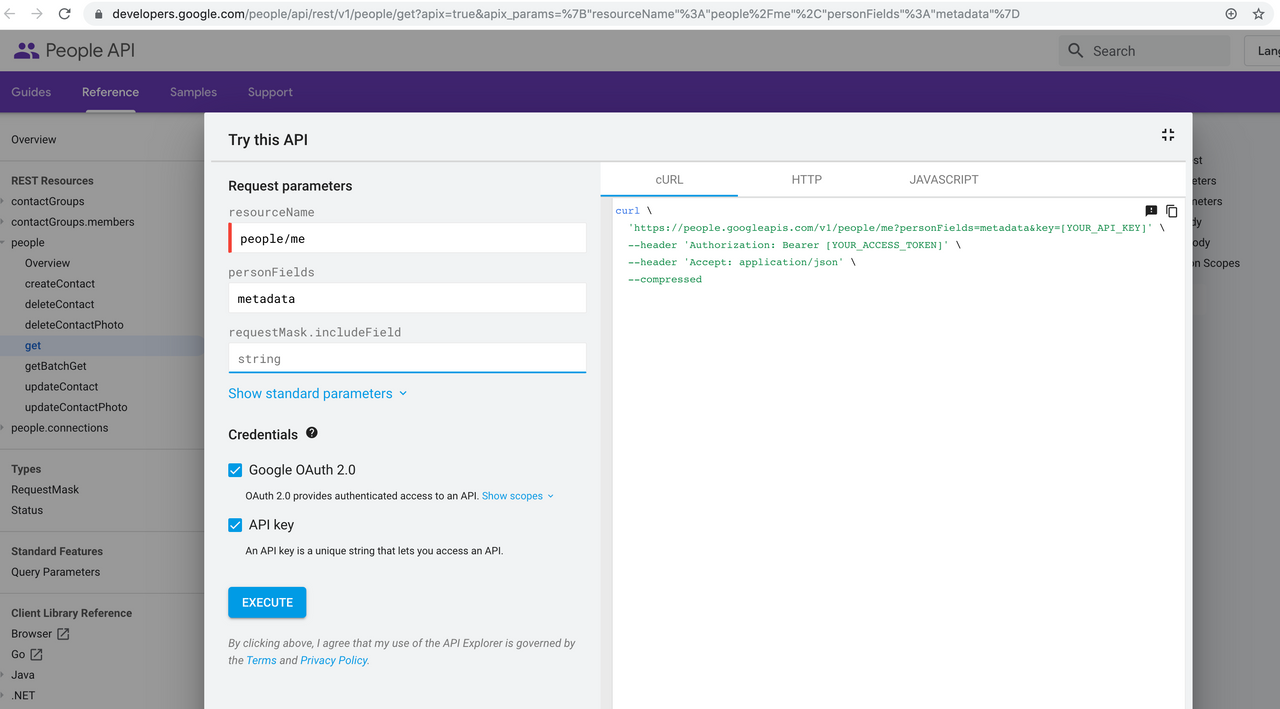 developers.google.com/people/api/rest/v1/people/get?apix=true&apix_params=%7B"resourceName"%3A"people%2Fme"%2C"personFields"%3A"metadata"%7D
People API
Search
Guides
Reference
Samples
Support
Overview
REST Resources
contactGroups
contactGroups.members
people
Overview
createContact
deleteContact
deleteContactPhoto
get
getBatchGet
updateContact
updateContactPhoto
people.connections
Types
RequestMask
Status
Standard Features
Query Parameters
Client Library Reference
Browser
Go
Java
.NET
Try this API
Request parameters
resourceName
people/me
personFields
metadata
requestMask.includeField
string
Show standard parameters
Credentials
Google OAuth 2.0
OAuth 2.0 provides authenticated access to an API. Show scopes
API key
An API key is a unique string that lets you access an API.
EXECUTE
By clicking above, I agree that my use of the API Explorer is governed by
the Terms and Privacy Policy.
cURL
HTTP
JAVASCRIPT
curl \
'https://people.googleapis.com/v1/people/me?personFields=metadata&key=[YOUR_API_KEY]' \
--header 'Authorization: Bearer [YOUR_ACCESS_TOKEN]' \
--header 'Accept: application/json' \
--compressed
Scopes